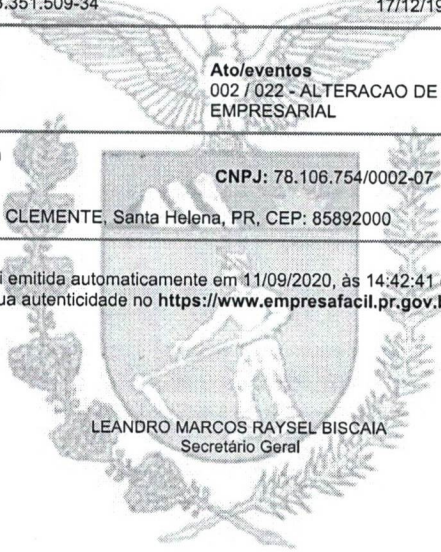 .351.509-34 17/12/19
Ato/eventos
002 / 022 - ALTERACAO DE
EMPRESARIAL
CNPJ: 78.106.754/0002-07
CLEMENTE, Santa Helena, PR, CEP: 85892000
i emitida automaticamente em 11/09/2020, às 14:42:41
ua autenticidade no https://www.empresafacil.pr.gov.b
LEANDRO MARCOS RAYSEL BISCAIA
Secretário Geral